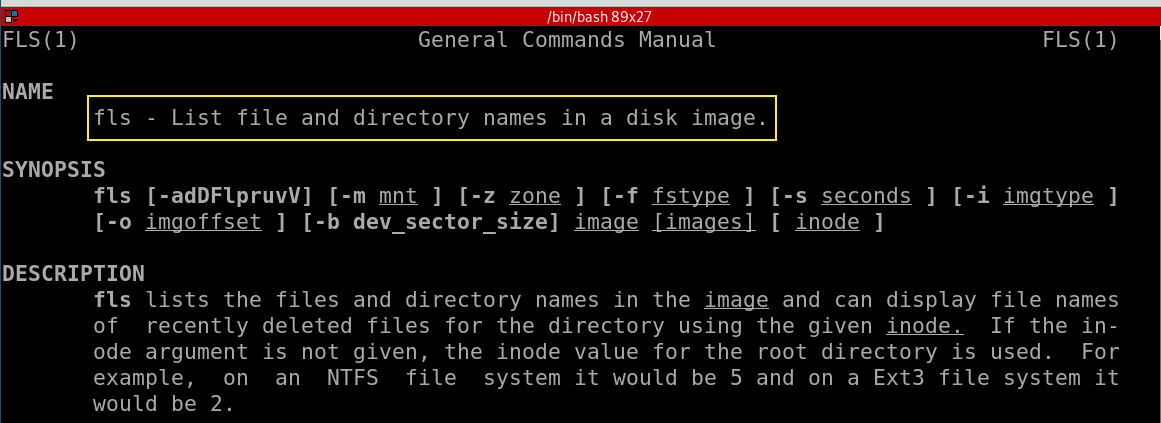 /bin/bash 89x27
FLS(1) General Commands Manual FLS(1)
NAME
fls - List file and directory names in a disk image.
SYNOPSIS
fls [-adDFlpruvV] [-m mnt ] [-z zone ] [-f fstype ] [-s seconds ] [-i imgtype ]
[-o imgoffset ] [-b dev_sector_size] image [images] [ inode ]
DESCRIPTION
fls lists the files and directory names in the image and can display file names
of recently deleted files for the directory using the given inode. If the in-
ode argument is not given, the inode value for the root directory is used. For
example, on an NTFS file system it would be 5 and on a Ext3 file system it
would be 2.